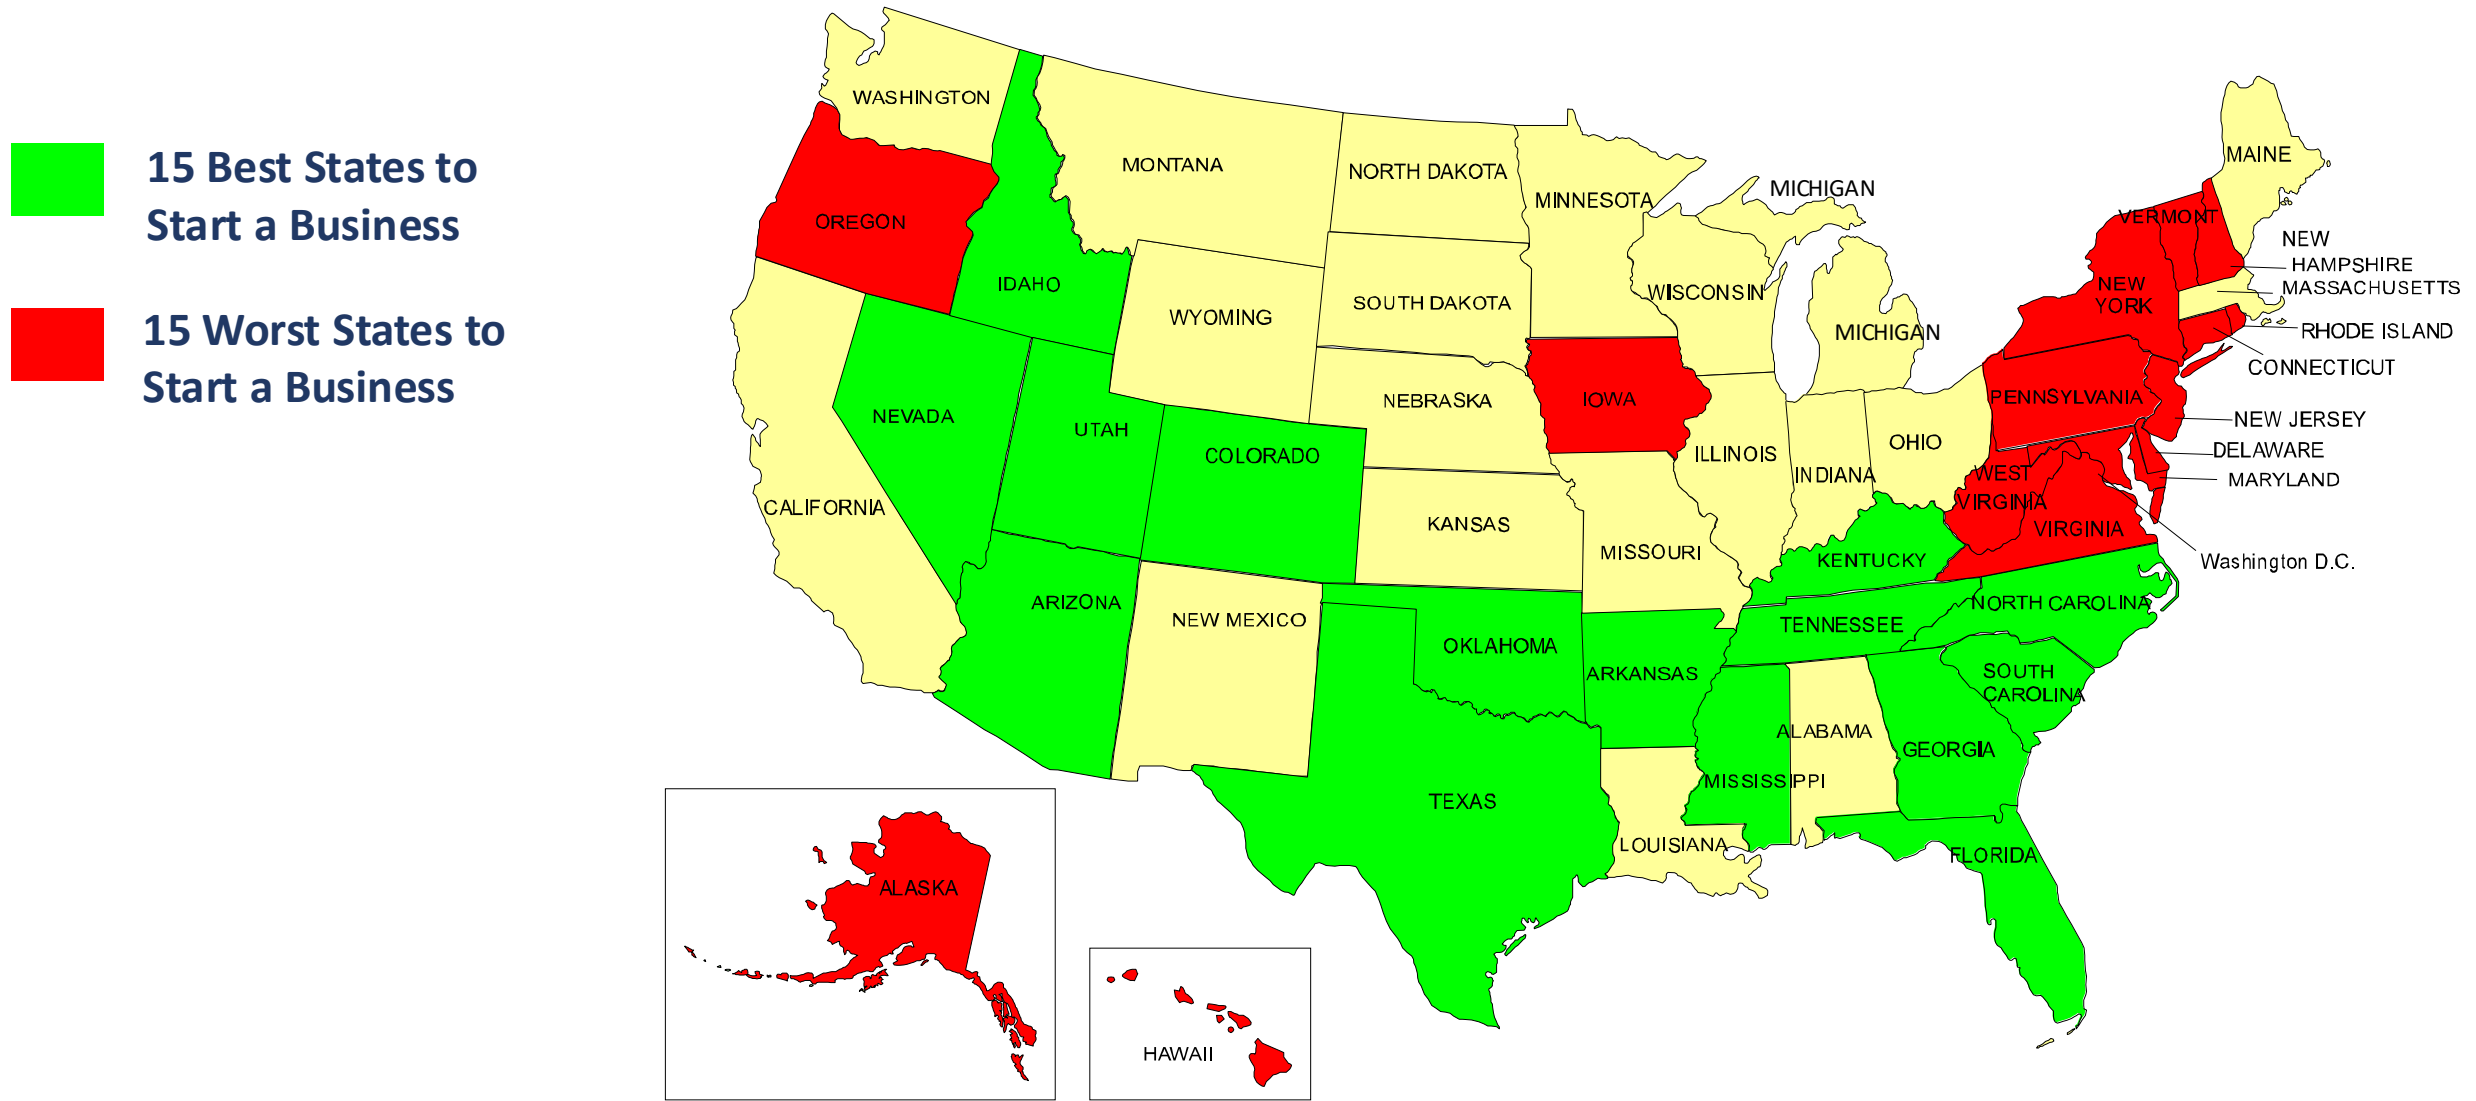 15 Best States to
Start a Business
15 Worst States to
Start a Business
WASHINGTON
MONTANA
NORTH DAKOTA
MINNESOTA
MICHIGAN
MAINE
VERMONT
OREGON
NEW
HAMPSHIRE
MASSACHUSETTS
IDAHO
WYOMING
SOUTH DAKOTA
WISCONSIN
MICHIGAN
NEW
YORK
RHODE ISLAND
CONNECTICUT
NEVADA
UTAH
COLORADO
NEBRASKA
IOWA
ILLINOIS
INDIANA
OHIO
PENNSYLVANIA
NEW JERSEY
DELAWARE
MARYLAND
WEST
VIRGINIA
VIRGINIA
Washington D.C.
CALIFORNIA
KANSAS
MISSOURI
KENTUCKY
ARIZONA
NEW MEXICO
OKLAHOMA
ARKANSAS
TENNESSEE
NORTH CAROLINA
SOUTH
CAROLINA
TEXAS
LOUISIANA
MISSISSIPPI
ALABAMA
GEORGIA
FLORIDA
ALASKA
HAWAII